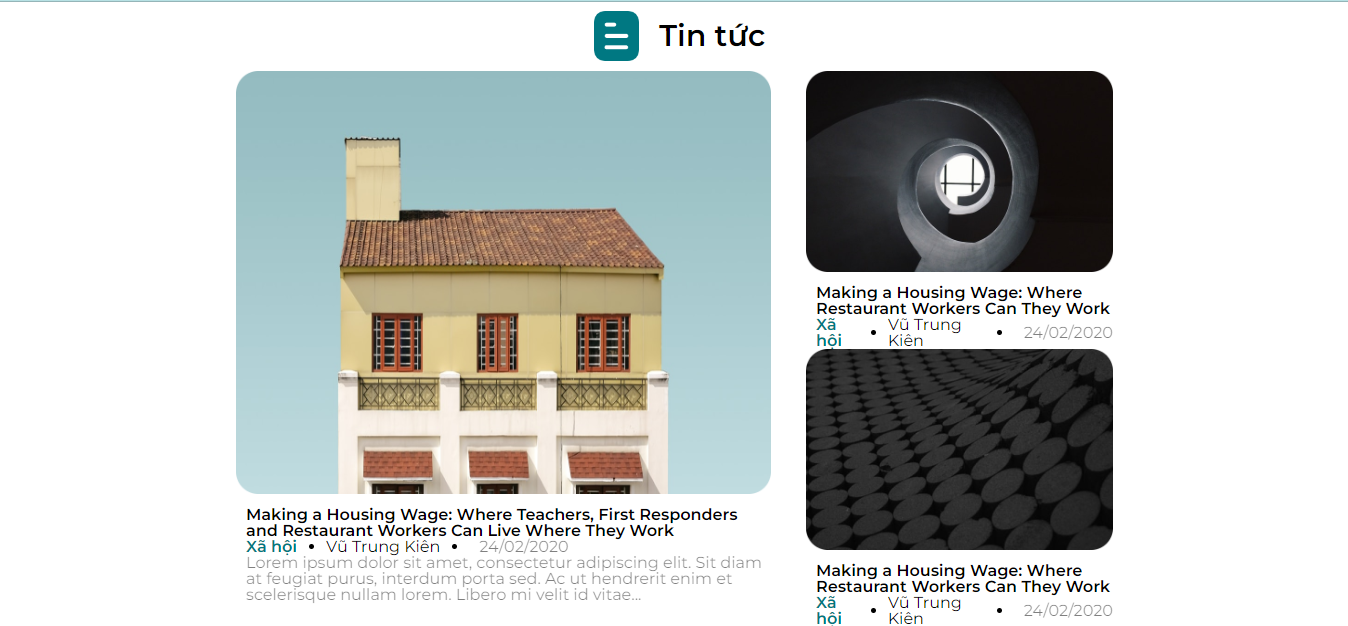 Tin tức
Making a Housing Wage: Where Teachers, First Responders
and Restaurant Workers Can Live Where They Work
Xã hội • Vũ Trung Kiên • 24/02/2020
Lorem ipsum dolor sit amet, consectetur adipiscing elit. Sit diam
at feugiat purus, interdum porta sed. Ac ut hendrerit enim et
scelerisque nullam lorem. Libero mi velit id vitae...
Making a Housing Wage: Where
Restaurant Workers Can They Work
Xã
hội • Vũ Trung
Kiên • 24/02/2020
Making a Housing Wage: Where
Restaurant Workers Can They Work
Xã
hội • Vũ Trung
Kiên • 24/02/2020